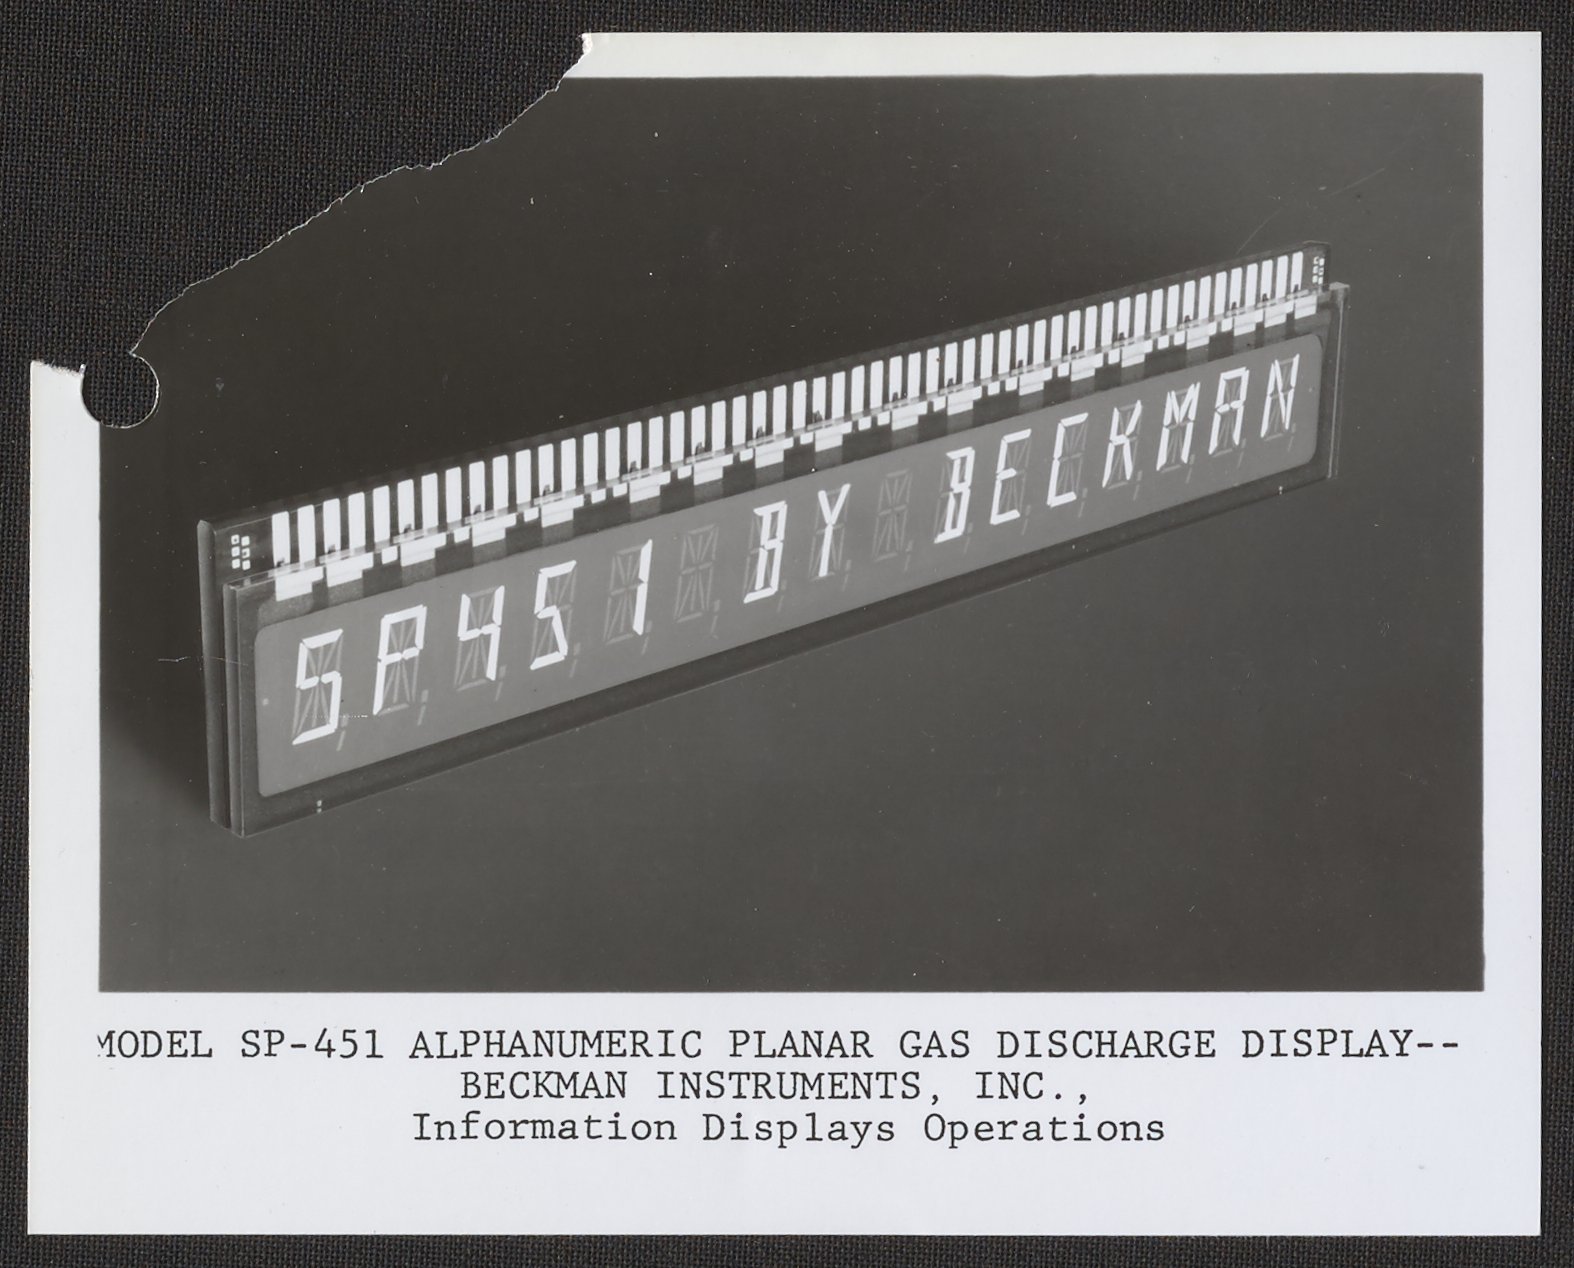 SP451 BY BECKMAN
MODEL SP-451 ALPHANUMERIC PLANAR GAS DISCHARGE DISPLAY--
BECKMAN INSTRUMENTS, INC.,
Information Displays Operations